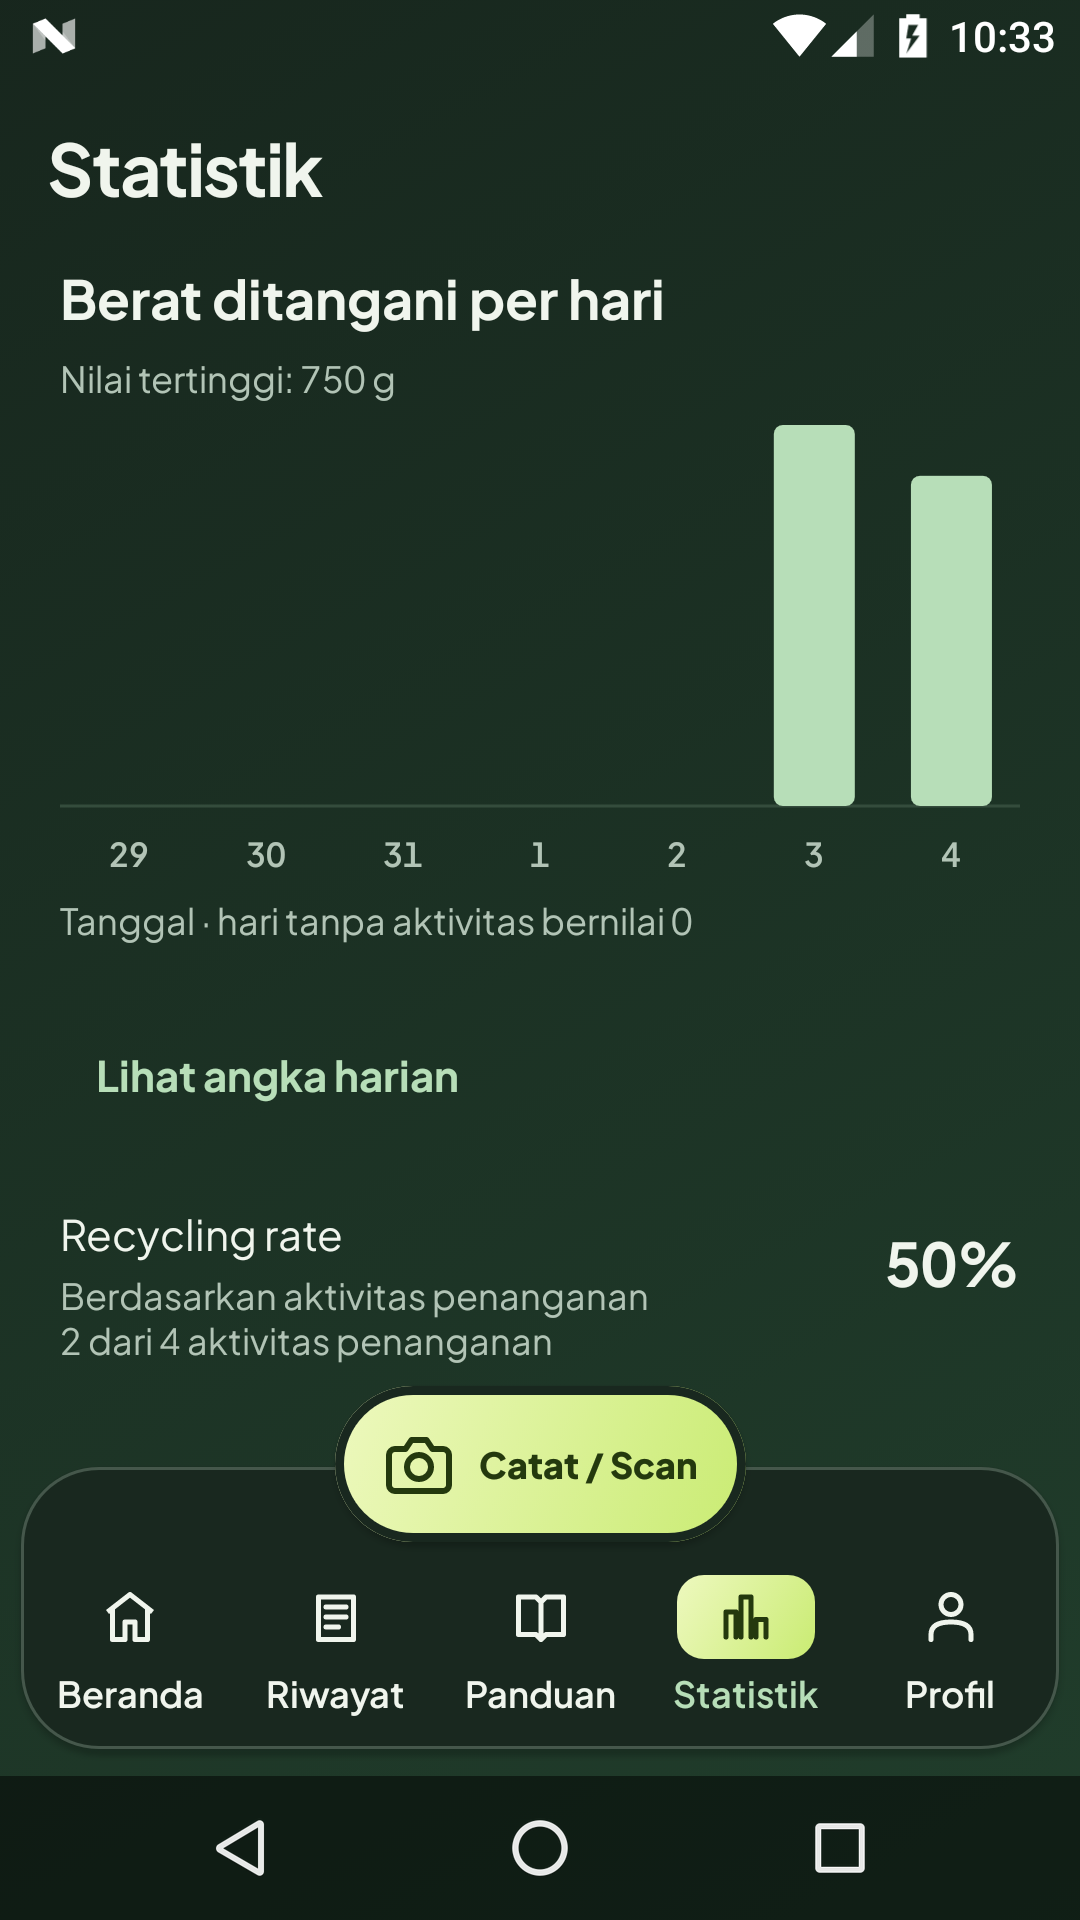 10:33
Statistik
Berat ditangani per hari
Nilai tertinggi: 750 g
29 30 31 1 2 3 4
Tanggal · hari tanpa aktivitas bernilai 0
Lihat angka harian
Recycling rate
50%
Berdasarkan aktivitas penanganan
2 dari 4 aktivitas penanganan
Catat / Scan
Beranda Riwayat Panduan Statistik Profil